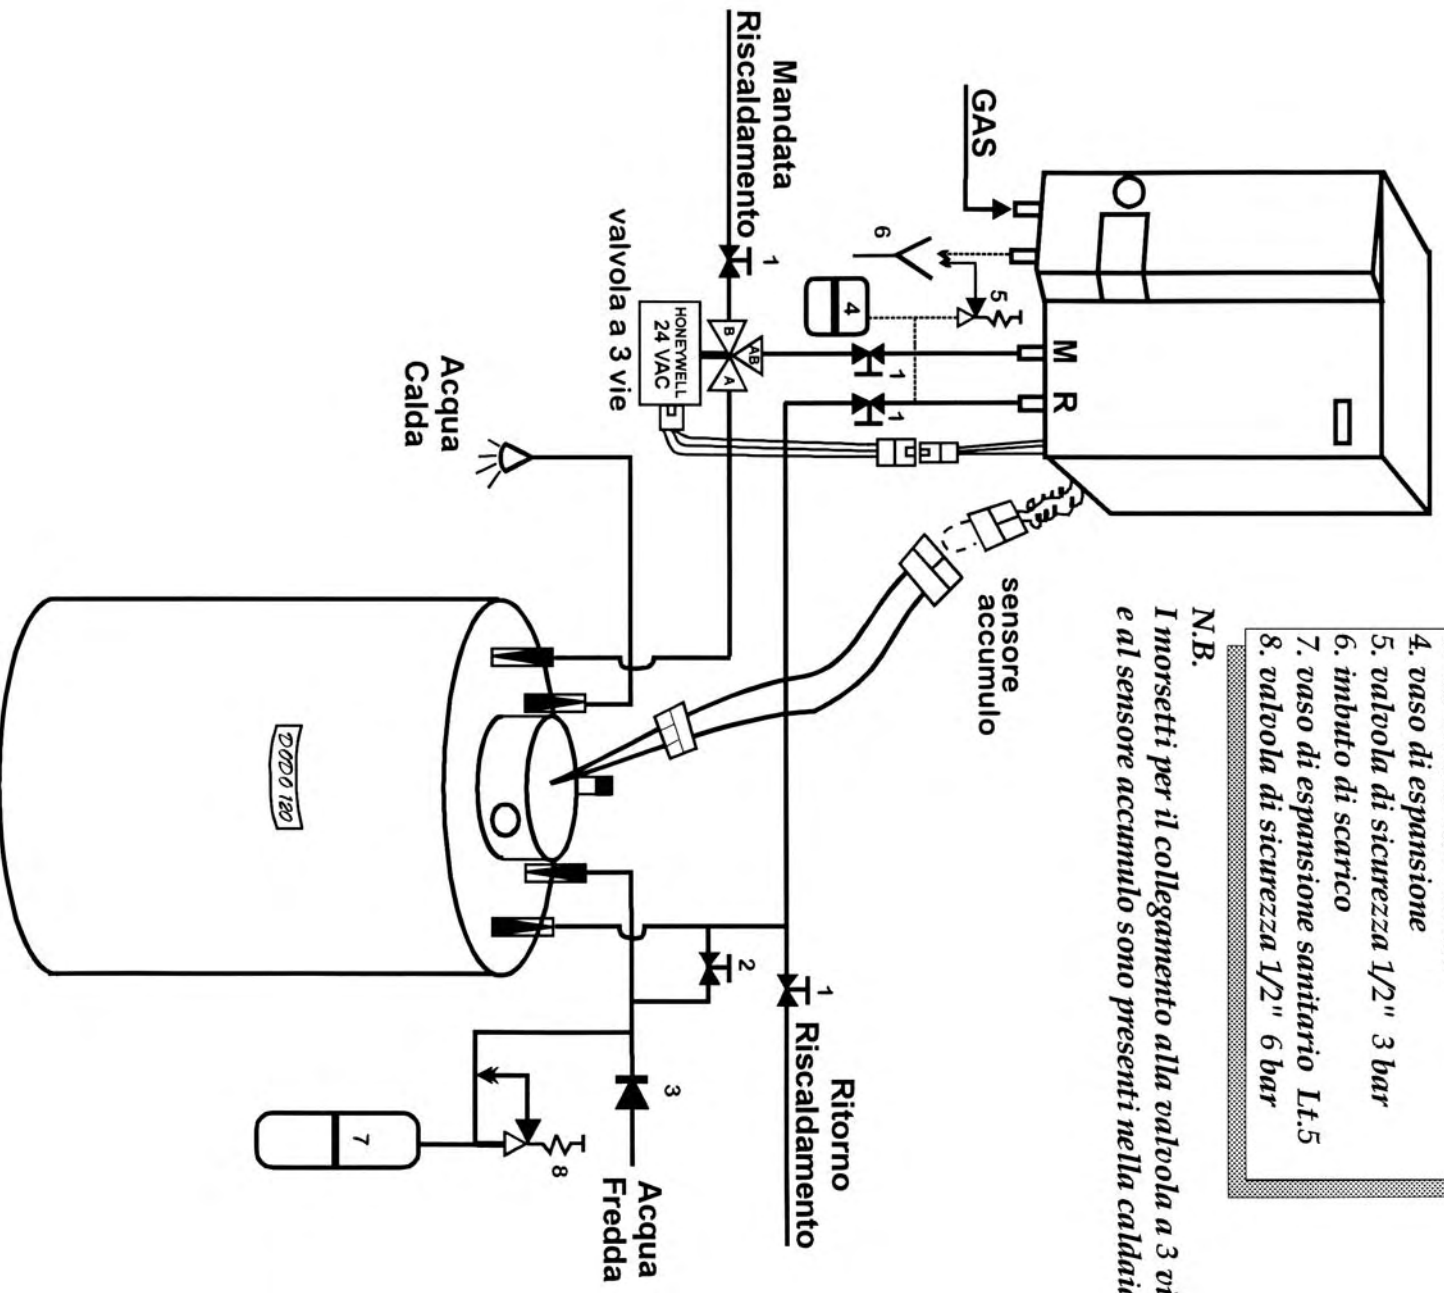 4. vaso di espansione
5. valvola di sicurezza 1/2" 3 bar
6. imbuto di scarico
7. vaso di espansione sanitario Lt.5
8. valvola di sicurezza 1/2" 6 bar
N.B.
I morsetti per il collegamento alla valvola a 3
e al sensore accumulo sono presenti nella
GAS
M
R
6
5
4
1
1
sensore
accumulo
Mandata
Riscaldamento
1
B
AB
A
HONEYWELL
24 VAC
valvola a 3 vie
Acqua
Calda
2
1
Ritorno
Riscaldamento
3
Acqua
Fredda
8
7
DODO 120